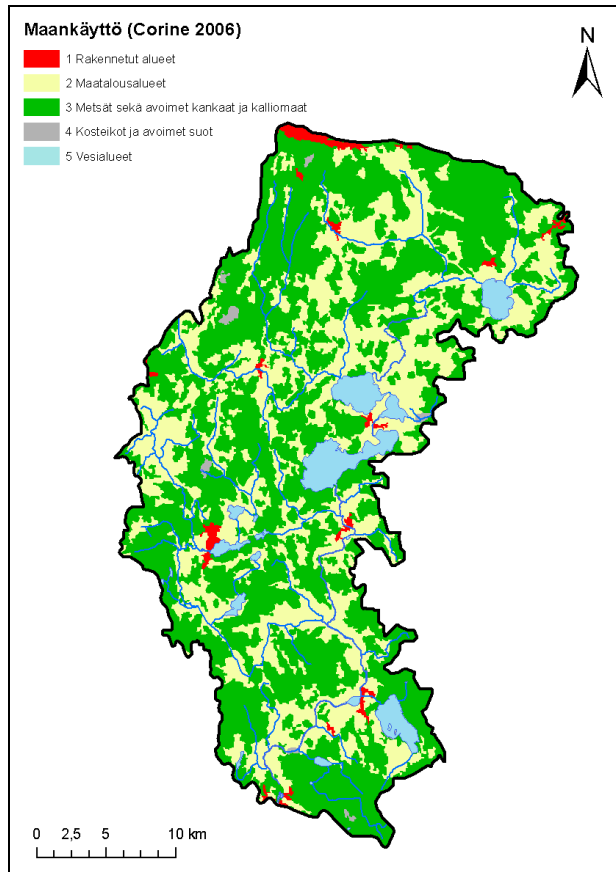 Maankäyttö (Corine 2006)
1 Rakennetut alueet
2 Maatalousalueet
3 Metsät sekä avoimet kankaat ja kalliomaat
4 Kosteikot ja avoimet suot
5 Vesialueet
N
0 2,5 5 10 km